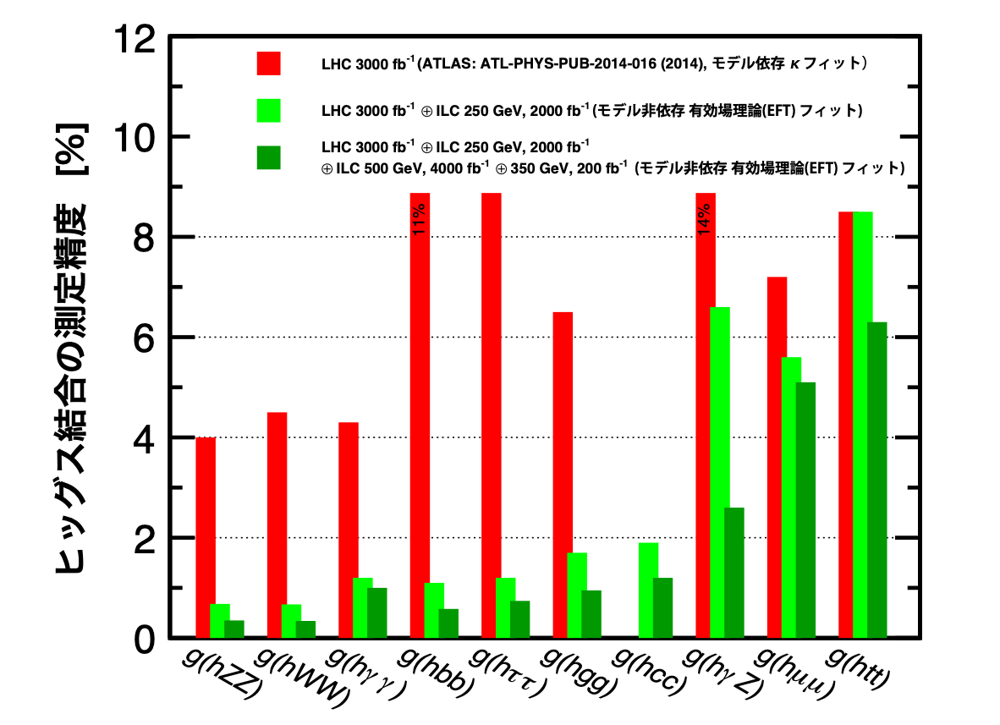 12
10
8
6
4
2
0
ヒッグス結合の測定精度 [%]
LHC 3000 fb⁻¹(ATLAS: ATL-PHYS-PUB-2014-016 (2014), モデル依存 κ フィット)
LHC 3000 fb⁻¹ ⊕ ILC 250 GeV, 2000 fb⁻¹ (モデル非依存 有効場理論(EFT) フィット)
LHC 3000 fb⁻¹ ⊕ ILC 250 GeV, 2000 fb⁻¹
⊕ ILC 500 GeV, 4000 fb⁻¹ ⊕ 350 GeV, 200 fb⁻¹ (モデル非依存 有効場理論(EFT) フィット)
11%
14%
g(hZZ)
g(hWW)
g(hγγ)
g(hbb)
g(hττ)
g(hgg)
g(hcc)
g(hγZ)
g(hμμ)
g(htt)